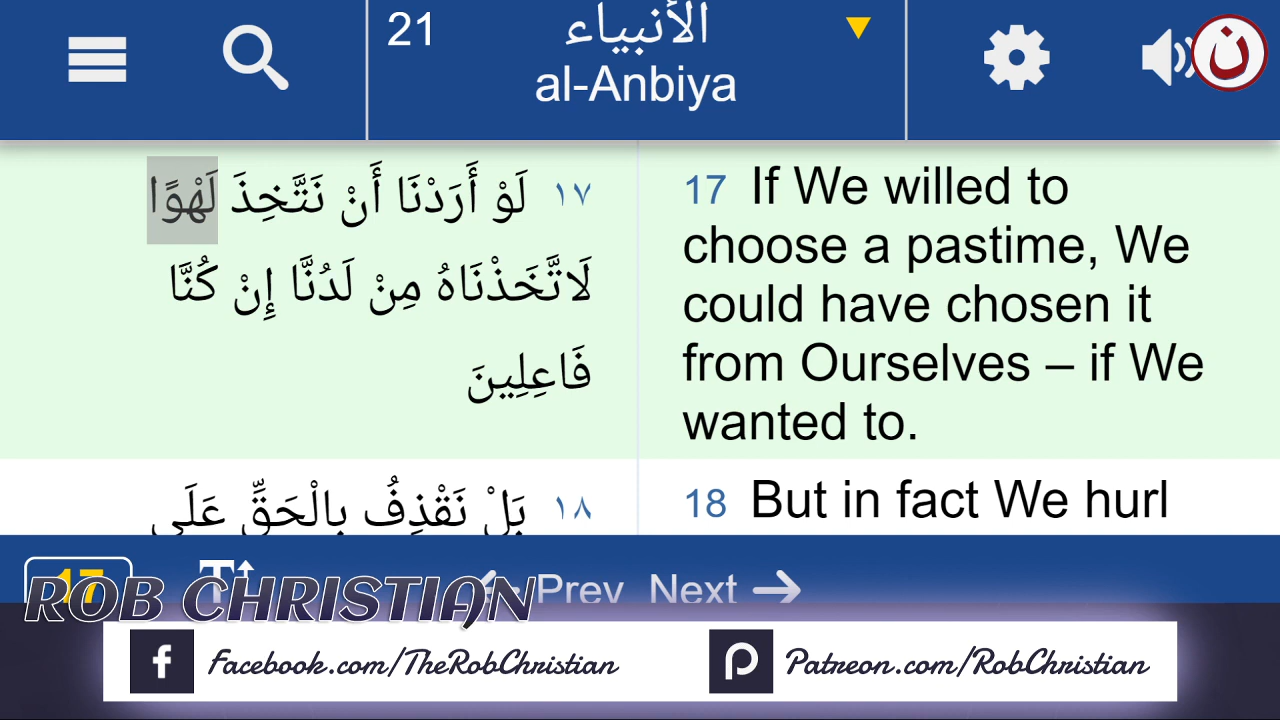 21
الأنبياء
al-Anbiya
ن
١٧ لَوْ أَرَدْنَا أَنْ نَتَّخِذَ لَهْوًا
لَاتَّخَذْنَاهُ مِنْ لَدُنَّا إِنْ كُنَّا
فَاعِلِينَ
17 If We willed to
choose a pastime, We
could have chosen it
from Ourselves – if We
wanted to.
١٨ بَلْ نَقْذِفُ بِالْحَقِّ عَلَى
18 But in fact We hurl
17
Prev Next
ROB CHRISTIAN
Facebook.com/TheRobChristian
Patreon.com/RobChristian